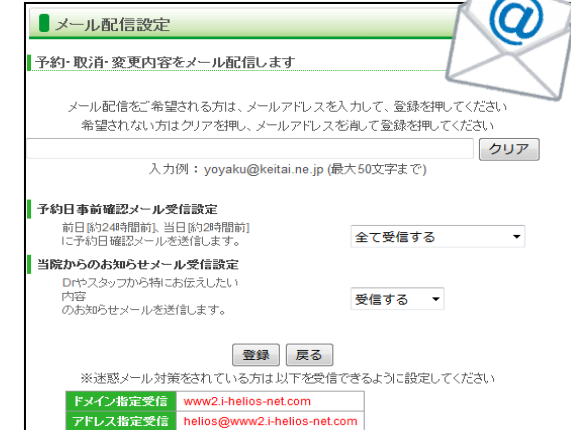 メール配信設定
予約・取消・変更内容をメール配信します
メール配信をご希望される方は、メールアドレスを入力して、登録を押してください
希望されない方はクリアを押し、メールアドレスを消して登録を押してください
クリア
入力例：yoyaku@keitai.ne.jp (最大50文字まで)
予約日事前確認メール受信設定
前日[約24時間前]、当日[約2時間前]
に予約日確認メールを送信します。
全て受信する
当院からのお知らせメール受信設定
Drやスタッフから特にお伝えしたい
内容
のお知らせメールを送信します。
受信する
登録 戻る
※迷惑メール対策をされている方は以下を受信できるように設定してください
ドメイン指定受信 www2.i-helios-net.com
アドレス指定受信 helios@www2.i-helios-net.com